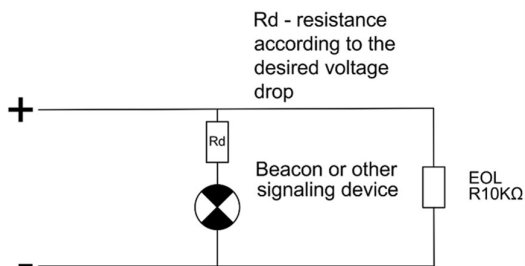 Rd - resistance
according to the
desired voltage
drop
+
Rd
Beacon or other
signaling device
EOL
R10KΩ
-